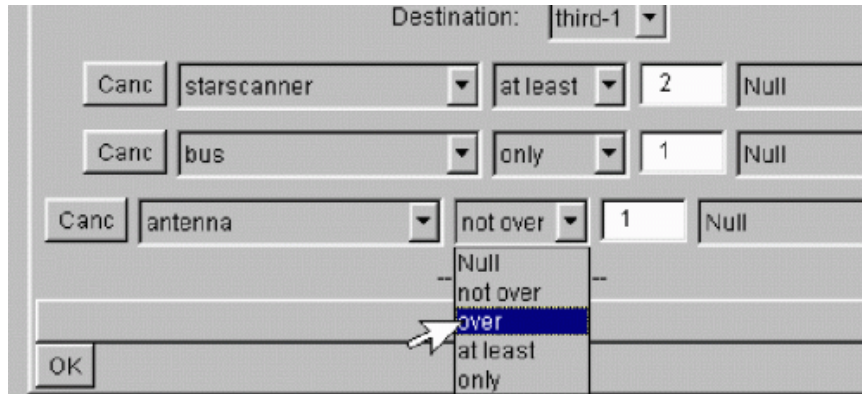 Destination: third-1
Canc starscanner at least 2 Null
Canc bus only 1 Null
Canc antenna not over 1 Null
-- Null --
not over
over
at least
OK
only